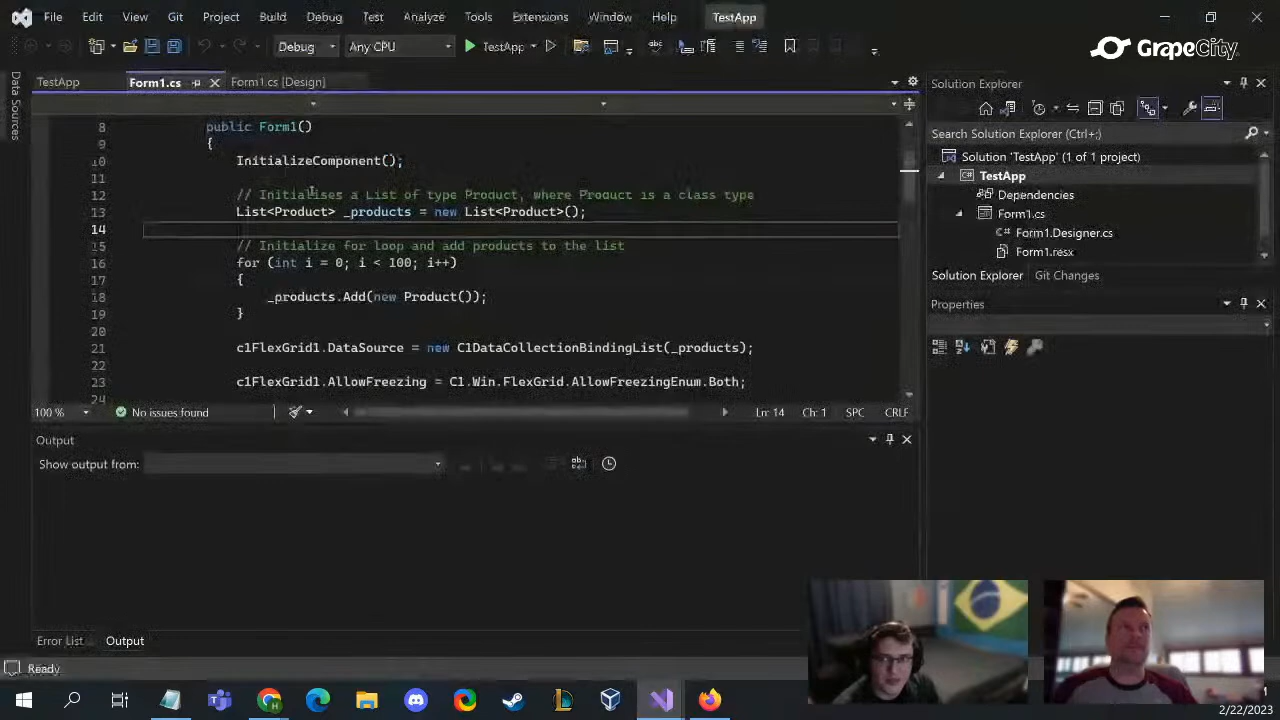 File Edit View Git Project Build Debug Test Analyze Tools Extensions Window Help TestApp
Debug Any CPU TestApp
GRAPECITY
TestApp Form1.cs Form1.cs [Design]
Data Sources
8 public Form1()
9 {
10 InitializeComponent();
11
12 // Initialises a List of type Product, where Product is a class type
13 List<Product> _products = new List<Product>();
14
15 // Initialize for loop and add products to the list
16 for (int i = 0; i < 100; i++)
17 {
18 _products.Add(new Product());
19 }
20
21 c1FlexGrid1.DataSource = new C1DataCollectionBindingList(_products);
22
23 c1FlexGrid1.AllowFreezing = C1.Win.FlexGrid.AllowFreezingEnum.Both;
24
100 % No issues found Ln: 14 Ch: 1 SPC CRLF
Output
Show output from:
Error List Output
Ready
Solution Explorer
Search Solution Explorer (Ctrl+;)
Solution 'TestApp' (1 of 1 project)
TestApp
Dependencies
Form1.cs
Form1.Designer.cs
Form1.resx
Solution Explorer Git Changes
Properties
2/22/2023